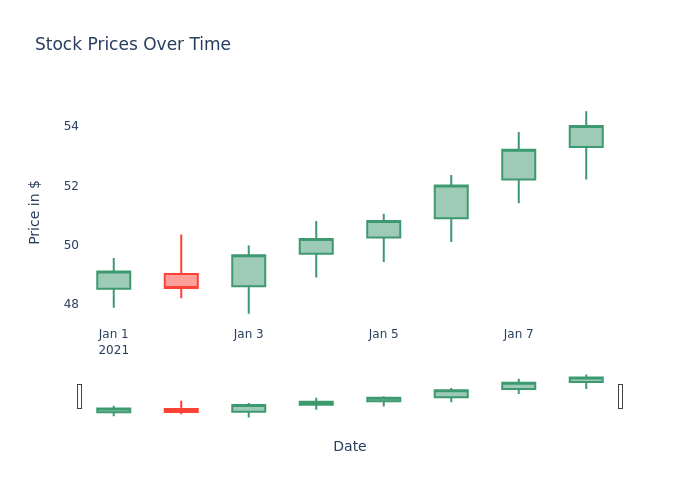 Stock Prices Over Time
Price in $
54
52
50
48
Jan 1
2021
Jan 3
Jan 5
Jan 7
Date